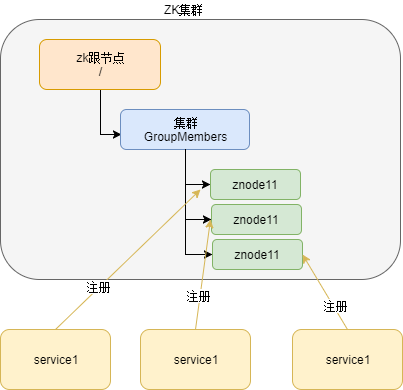 ZK集群
zk跟节点
/
集群
GroupMembers
znode11
znode11
znode11
注册
注册
注册
service1
service1
service1